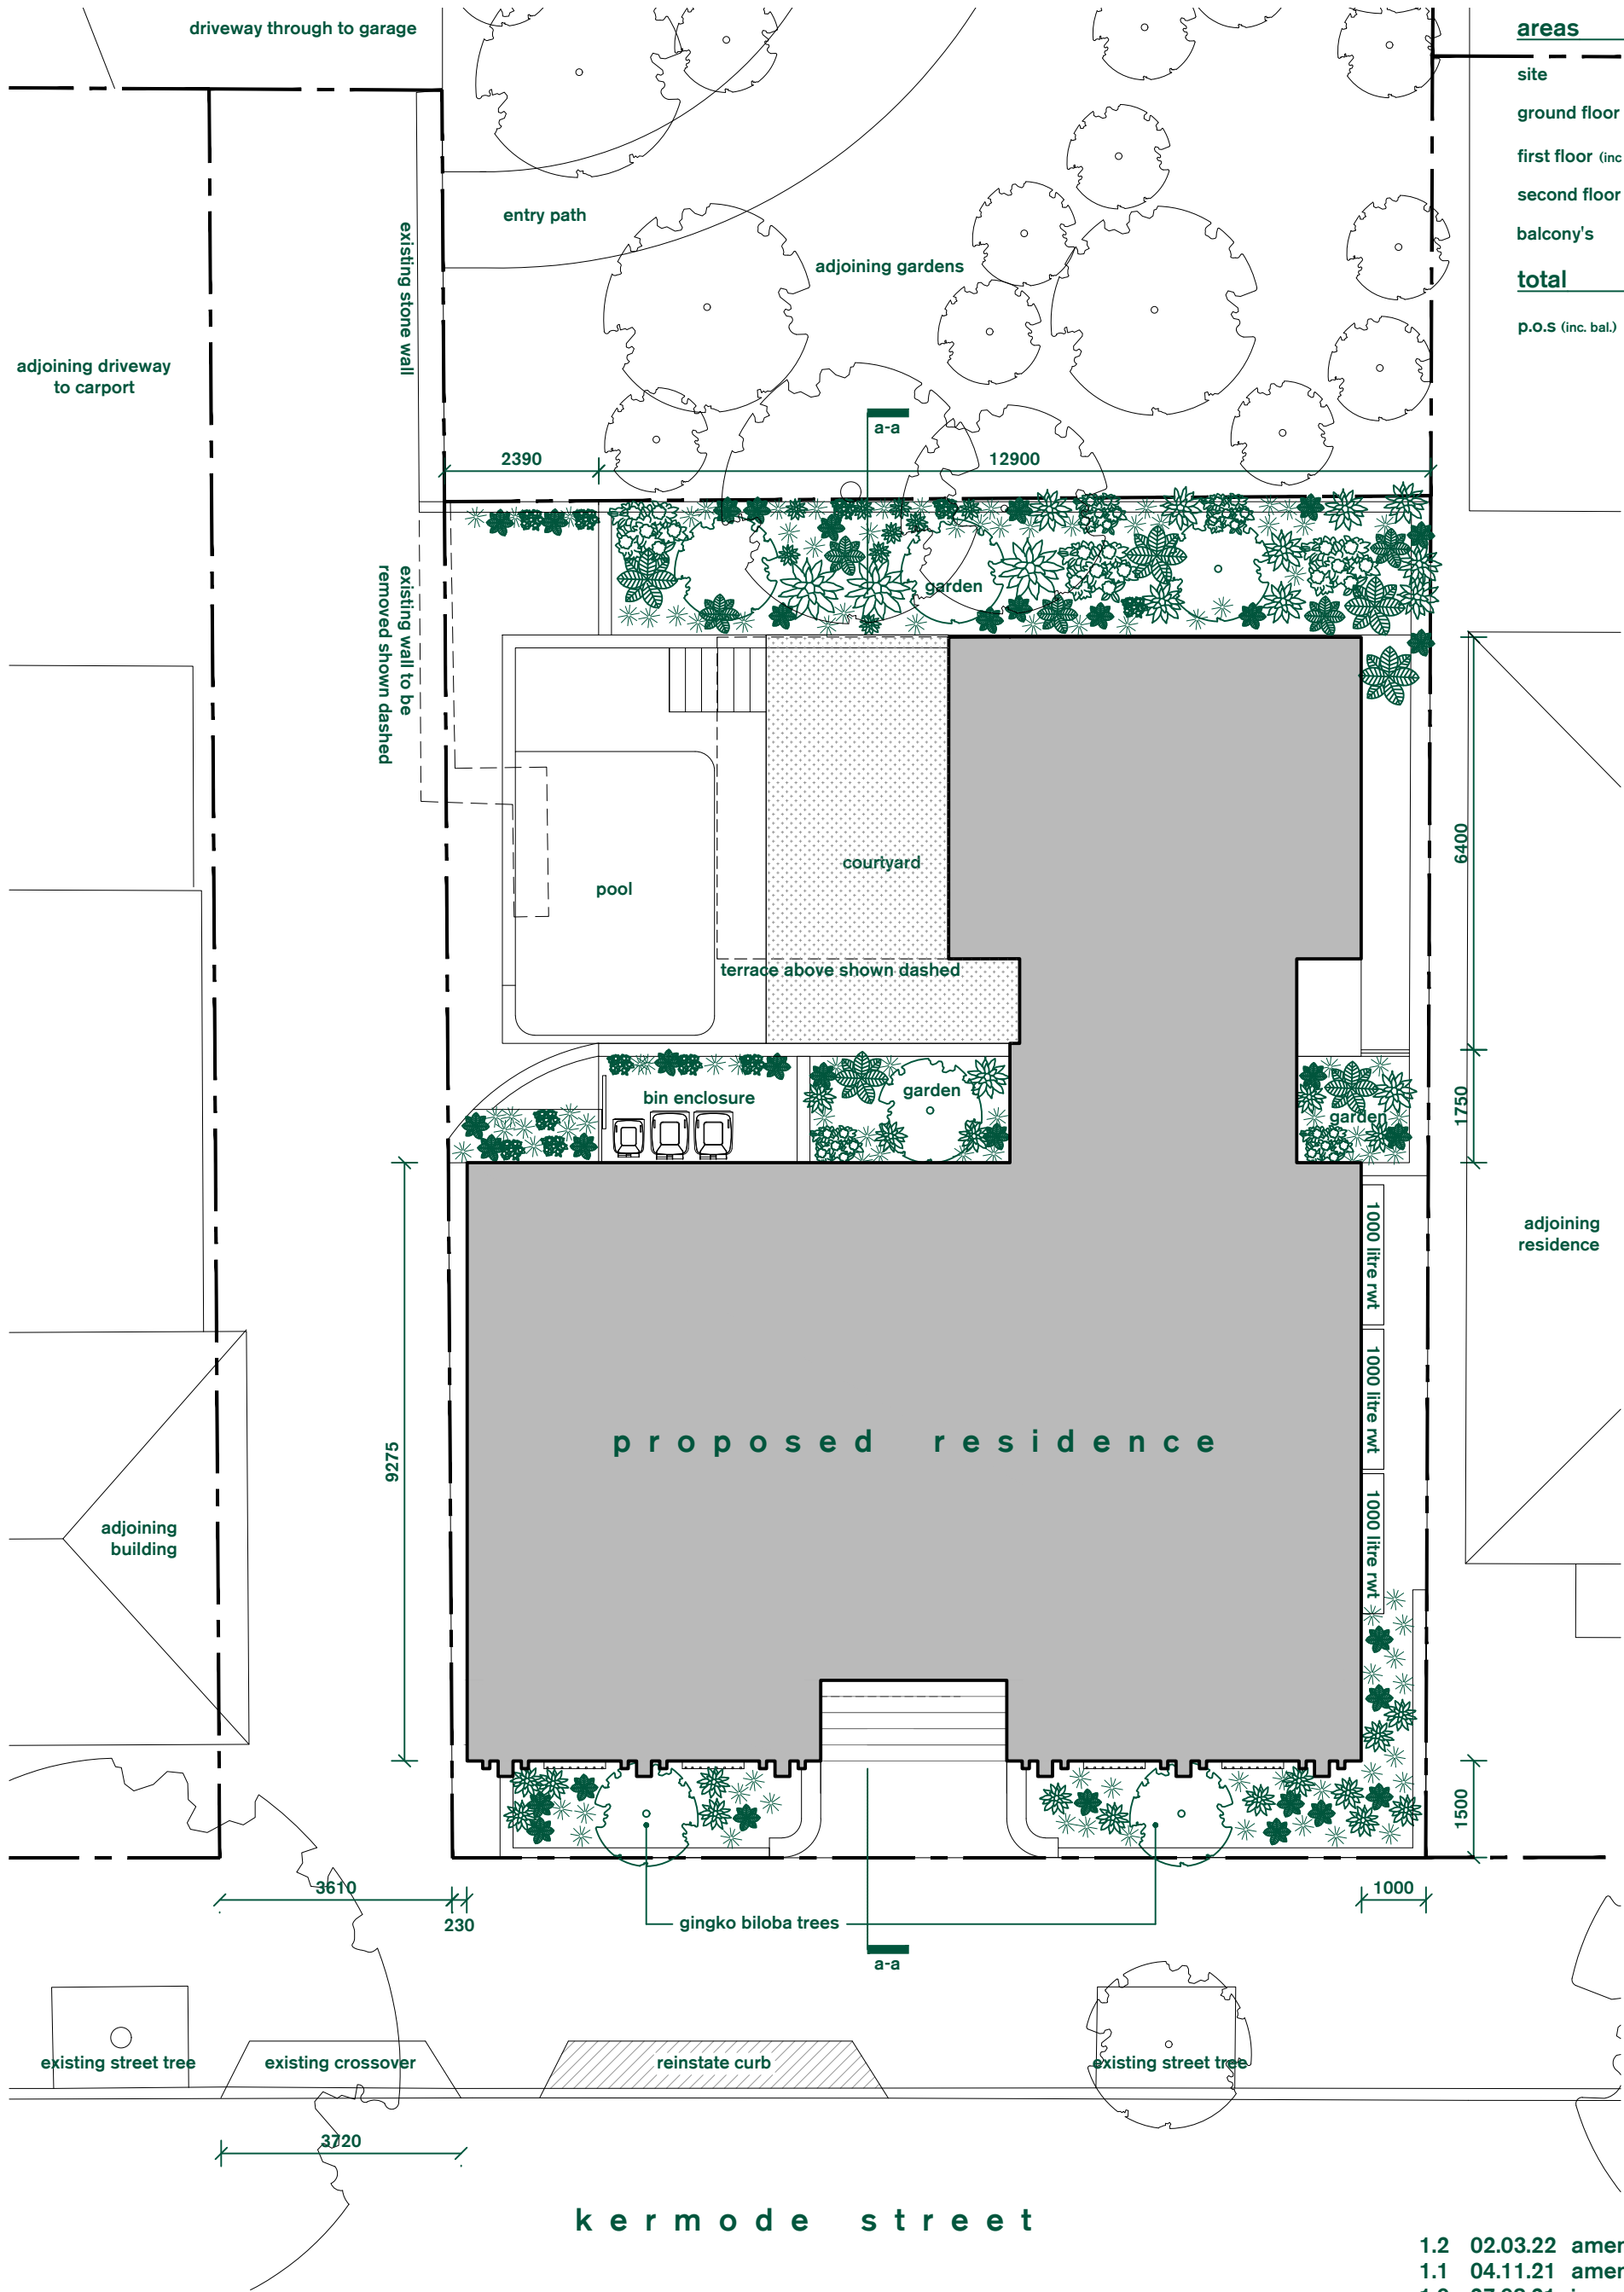 driveway through to garage
areas
site
ground floor
first floor (inc
second floor
balcony's
total
p.o.s (inc. bal.)
entry path
existing stone wall
adjoining gardens
adjoining driveway
to carport
a-a
2390
12900
garden
existing wall to be
removed shown dashed
courtyard
pool
6400
terrace above shown dashed
bin enclosure
garden
garden
1750
1000 litre rwt
1000 litre rwt
1000 litre rwt
adjoining
residence
proposed residence
9275
adjoining
building
1500
3610
230
1000
gingko biloba trees
a-a
existing street tree
existing crossover
reinstate curb
existing street tree
3720
kermode street
1.2 02.03.22 amen
1.1 04.11.21 amen